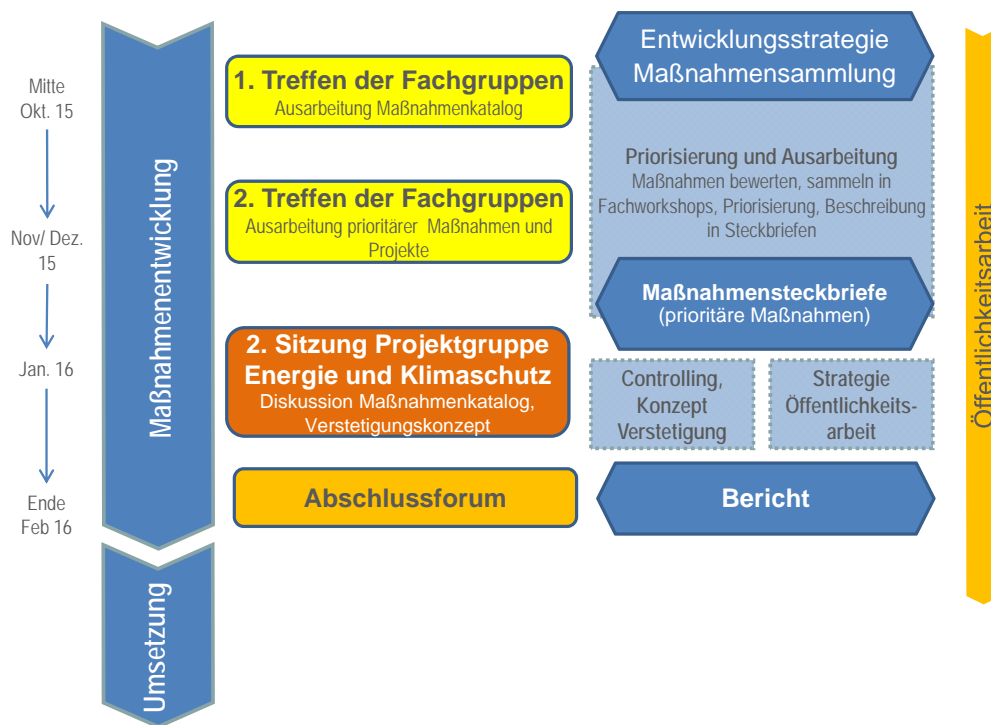 Mitte
Okt. 15
Nov/ Dez.
15
Jan. 16
Ende
Feb 16
Maßnahmenentwicklung
Umsetzung
1. Treffen der Fachgruppen
Ausarbeitung Maßnahmenkatalog
2. Treffen der Fachgruppen
Ausarbeitung prioritärer Maßnahmen und
Projekte
2. Sitzung Projektgruppe
Energie und Klimaschutz
Diskussion Maßnahmenkatalog,
Verstetigungskonzept
Abschlussforum
Entwicklungsstrategie
Maßnahmensammlung
Priorisierung und Ausarbeitung
Maßnahmen bewerten, sammeln in
Fachworkshops, Priorisierung, Beschreibung
in Steckbriefen
Maßnahmensteckbriefe
(prioritäre Maßnahmen)
Controlling,
Konzept
Verstetigung
Strategie
Öffentlichkeits-
arbeit
Bericht
Öffentlichkeitsarbeit